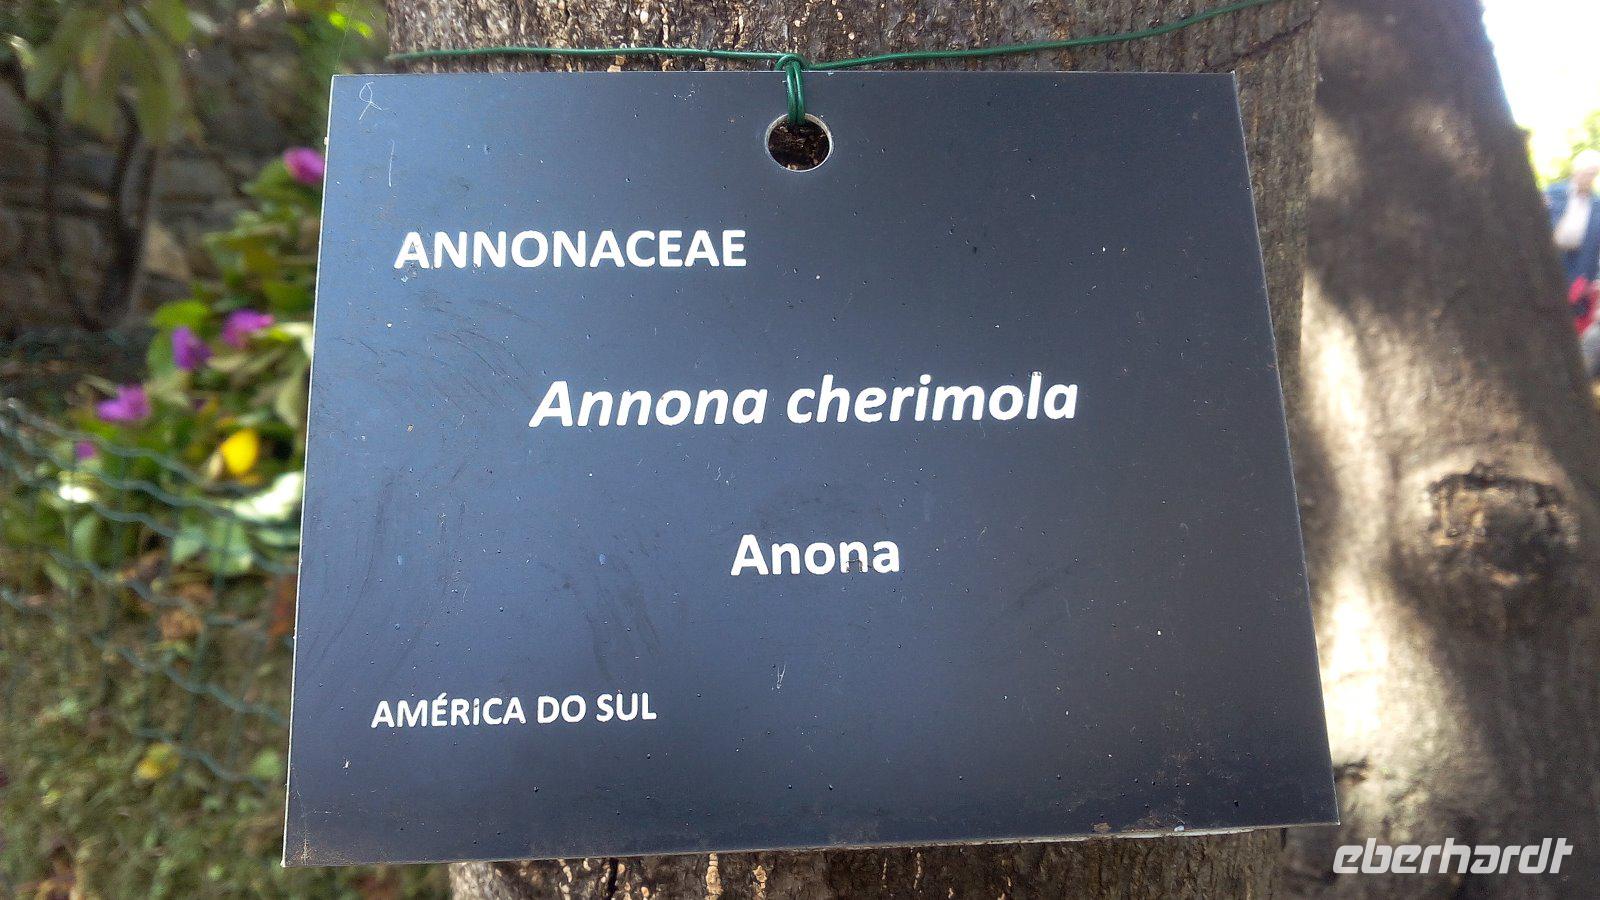 ANNONACEAE
Annona cherimola
Anona
AMÉRiCA DO SUL
eberhardt